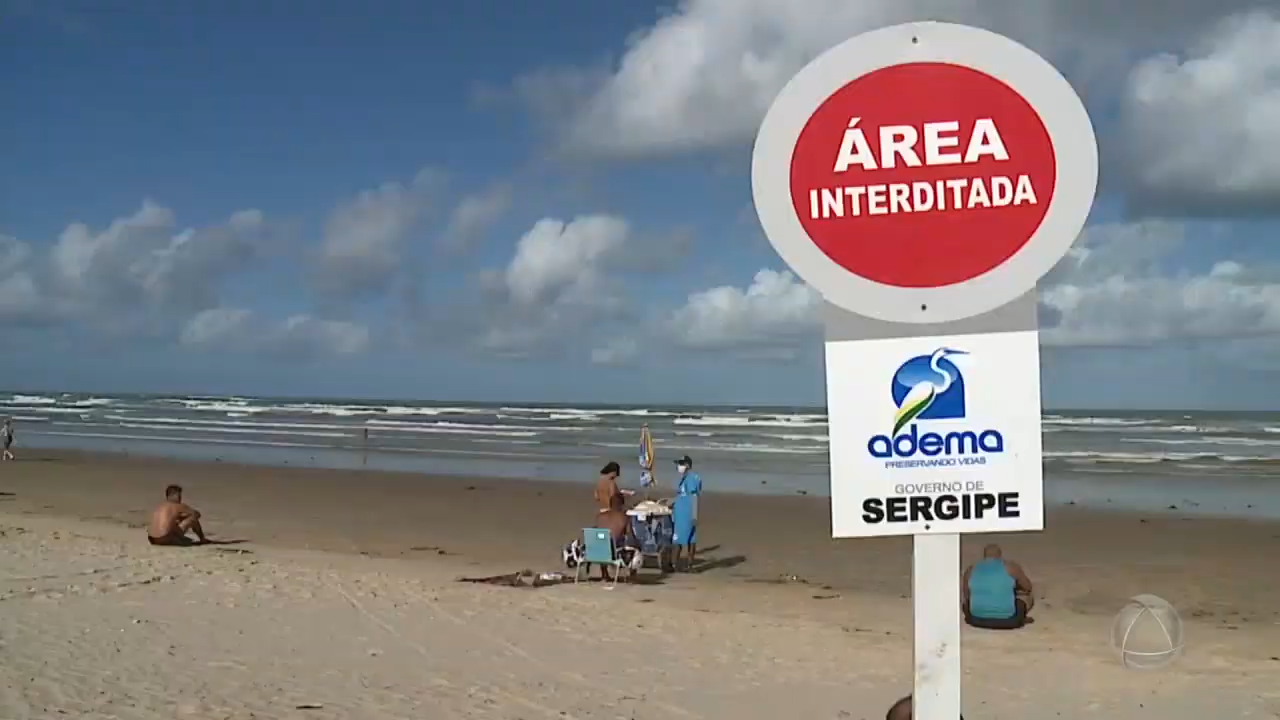 ÁREA
INTERDITADA
adema
PRESERVANDO VIDAS
GOVERNO DE
SERGIPE